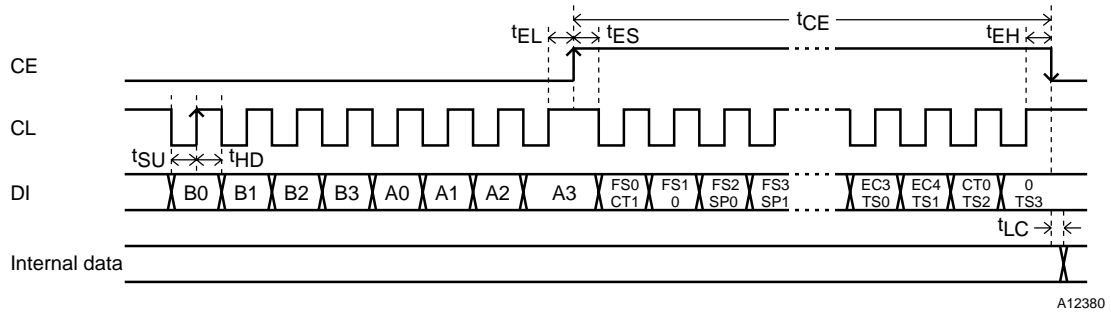 tCE
tEL tES tEH
CE
CL
tSU tHD
DI B0 B1 B2 B3 A0 A1 A2 A3 FS0 FS1 FS2 FS3 EC3 EC4 CT0 0
CT1 0 SP0 SP1 TS0 TS1 TS2 TS3
tLC
Internal data
A12380